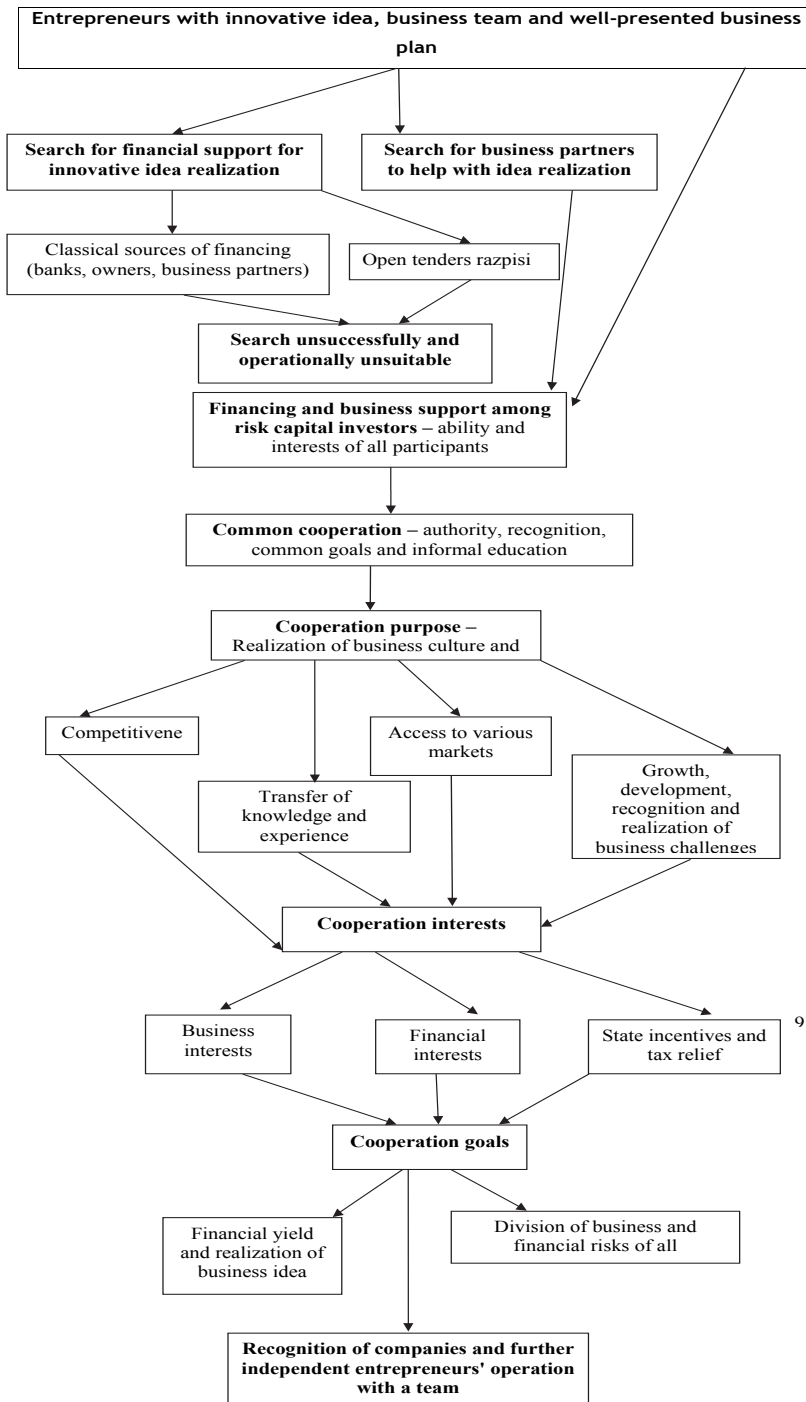 Entrepreneurs with innovative idea, business team and well-presented business
plan
Search for financial support for
innovative idea realization
Search for business partners
to help with idea realization
Classical sources of financing
(banks, owners, business partners)
Open tenders razpisi
Search unsuccessfully and
operationally unsuitable
Financing and business support among
risk capital investors – ability and
interests of all participants
Common cooperation – authority, recognition,
common goals and informal education
Cooperation purpose –
Realization of business culture and
Competitivene
Access to various
markets
Transfer of
knowledge and
experience
Growth,
development,
recognition and
realization of
business challenges
Cooperation interests
Business
interests
Financial
interests
State incentives and
tax relief
9
Cooperation goals
Financial yield
and realization of
business idea
Division of business and
financial risks of all
Recognition of companies and further
independent entrepreneurs' operation
with a team